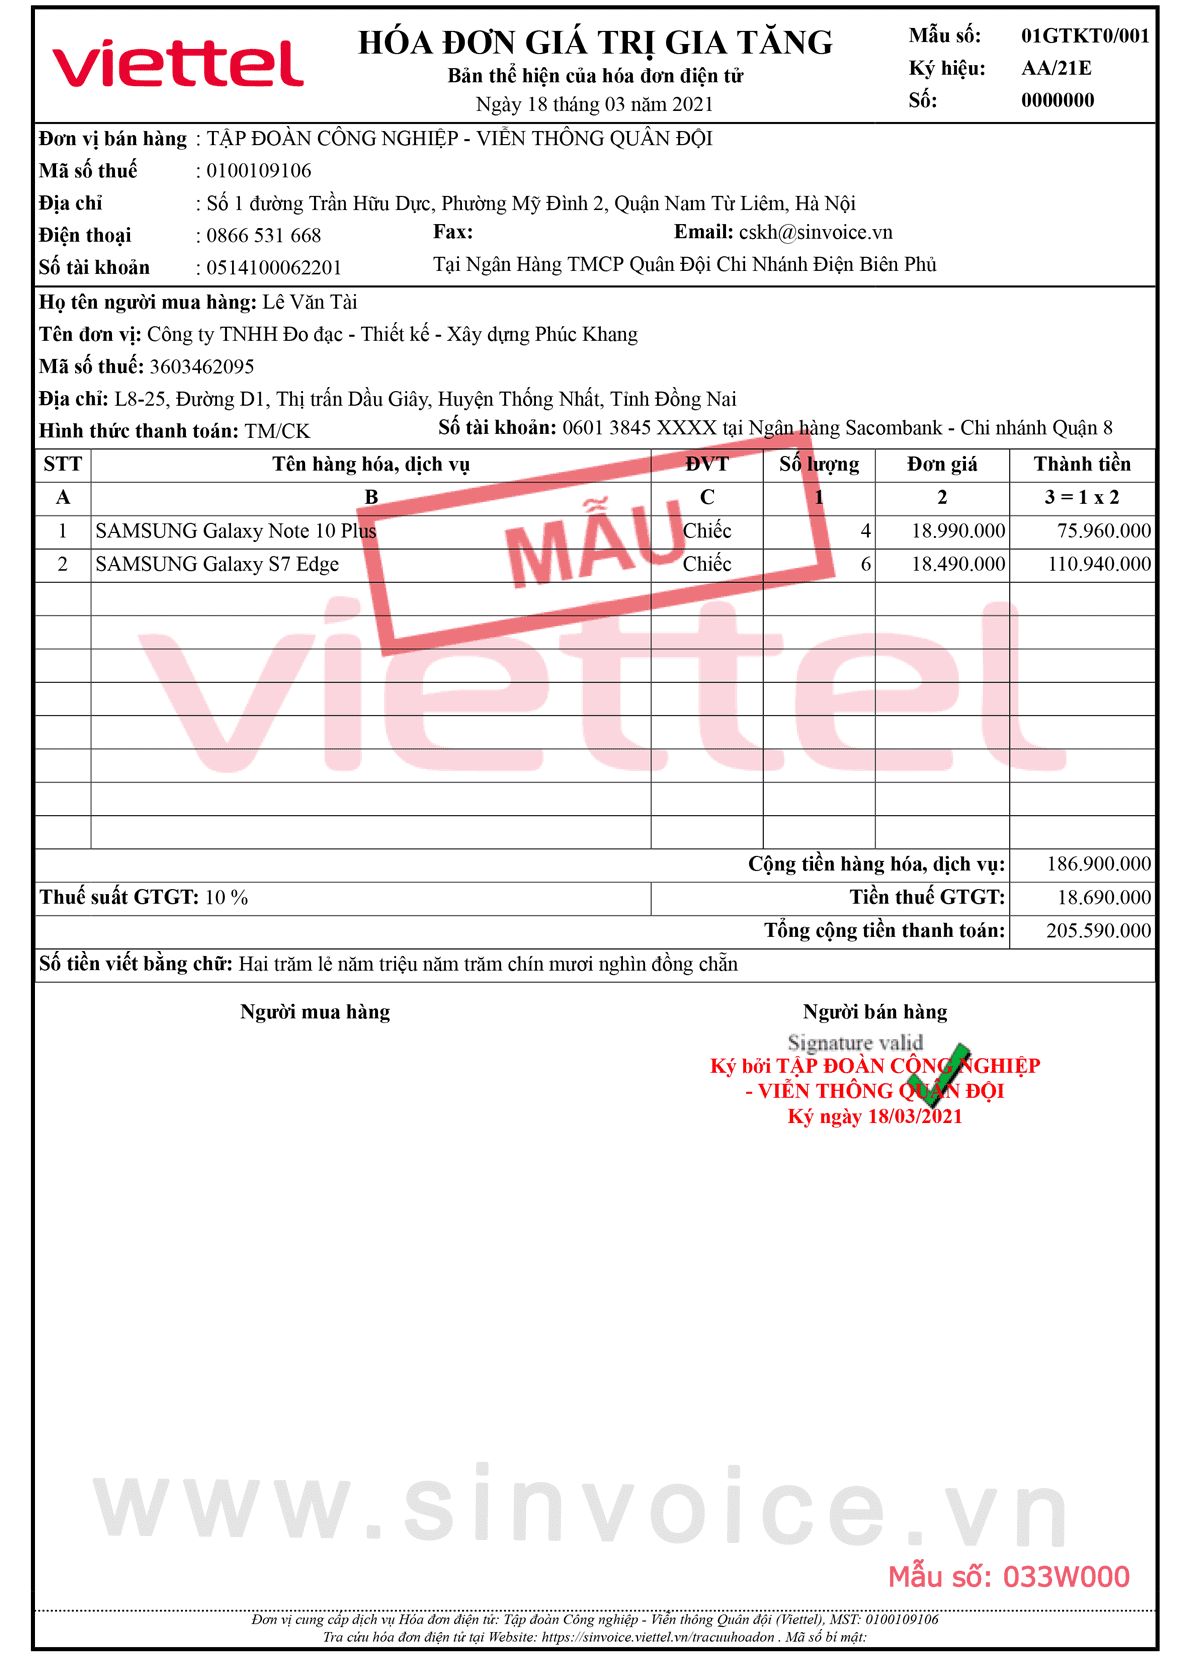 viettel
HÓA ĐƠN GIÁ TRỊ GIA TĂNG
Bản thể hiện của hóa đơn điện tử
Ngày 18 tháng 03 năm 2021
Mẫu số: 01GTKT0/001
Ký hiệu: AA/21E
Số: 0000000
Đơn vị bán hàng : TẬP ĐOÀN CÔNG NGHIỆP - VIỄN THÔNG QUÂN ĐỘI
Mã số thuế : 0100109106
Địa chỉ : Số 1 đường Trần Hữu Dực, Phường Mỹ Đình 2, Quận Nam Từ Liêm, Hà Nội
Điện thoại : 0866 531 668 Fax: Email: cskh@sinvoice.vn
Số tài khoản : 0514100062201 Tại Ngân Hàng TMCP Quân Đội Chi Nhánh Điện Biên Phủ
Họ tên người mua hàng: Lê Văn Tài
Tên đơn vị: Công ty TNHH Đo đạc - Thiết kế - Xây dựng Phúc Khang
Mã số thuế: 3603462095
Địa chỉ: L8-25, Đường D1, Thị trấn Dầu Giây, Huyện Thống Nhất, Tỉnh Đồng Nai
Hình thức thanh toán: TM/CK Số tài khoản: 0601 3845 XXXX tại Ngân hàng Sacombank - Chi nhánh Quận 8
STT Tên hàng hóa, dịch vụ ĐVT Số lượng Đơn giá Thành tiền
A B C 1 2 3 = 1 x 2
1 SAMSUNG Galaxy Note 10 Plus Chiếc 4 18.990.000 75.960.000
2 SAMSUNG Galaxy S7 Edge Chiếc 6 18.490.000 110.940.000
MẪU
viettel
Cộng tiền hàng hóa, dịch vụ: 186.900.000
Thuế suất GTGT: 10 % Tiền thuế GTGT: 18.690.000
Tổng cộng tiền thanh toán: 205.590.000
Số tiền viết bằng chữ: Hai trăm lẻ năm triệu năm trăm chín mươi nghìn đồng chẵn
Người mua hàng Người bán hàng
Signature valid
Ký bởi TẬP ĐOÀN CÔNG NGHIỆP
- VIỄN THÔNG QUÂN ĐỘI
Ký ngày 18/03/2021
www.sinvoice.vn
Mẫu số: 033W000
Đơn vị cung cấp dịch vụ Hóa đơn điện tử: Tập đoàn Công nghiệp - Viễn thông Quân đội (Viettel), MST: 0100109106
Tra cứu hóa đơn điện tử tại Website: https://sinvoice.viettel.vn/tracuuhoadon . Mã số bí mật: